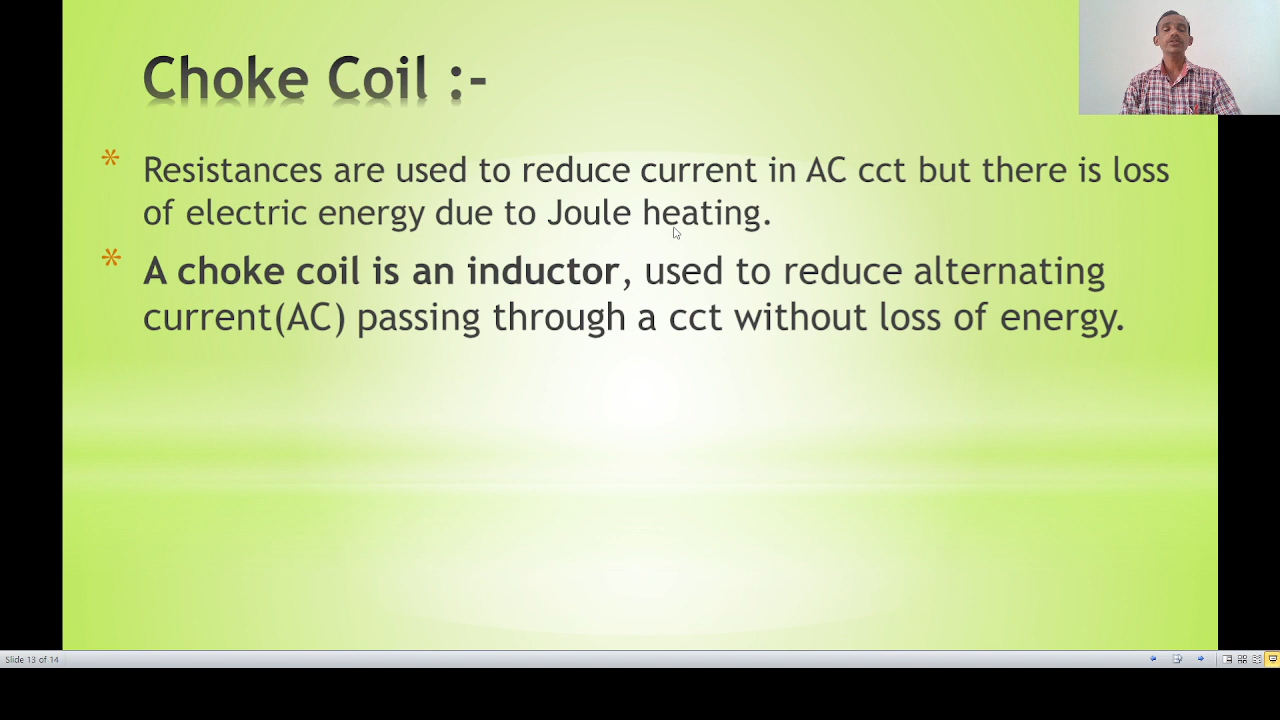 Choke Coil :-
* Resistances are used to reduce current in AC cct but there is loss
of electric energy due to Joule heating.
* A choke coil is an inductor, used to reduce alternating
current(AC) passing through a cct without loss of energy.
Slide 13 of 14